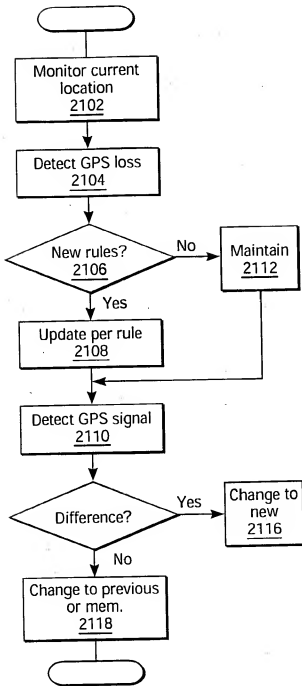 Monitor current
location
2102
Detect GPS loss
2104
New rules?
2106
No
Maintain
2112
Yes
Update per rule
2108
Detect GPS signal
2110
Difference?
Yes
Change to
new
2116
No
Change to previous
or mem.
2118